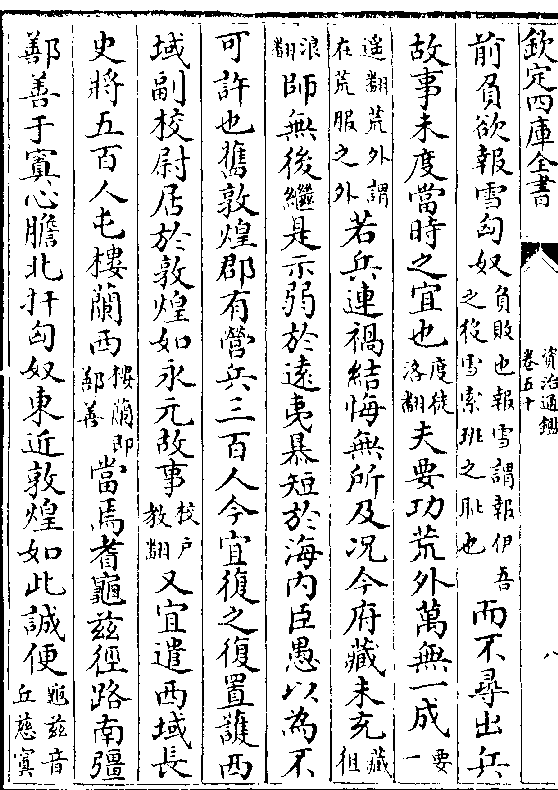 欽定四庫全書
資治通鑑
卷五十
八
前負欲報雪匈奴負敗也報雪謂報伊吾之役雪索班之恥也而不尋出兵
故事未度當時之宜也度徒洛翻夫要功荒外萬無一成要一
遥翻荒外謂在荒服之外若兵連禍結悔無所及况今府藏未充藏徂
浪翻師無後繼是示弱於遠夷暴短於海内臣愚以為不
可許也舊敦煌郡有營兵三百人今宜復之復置護西
域副校尉居於敦煌如永元故事校户教翻又宜遣西域長
史將五百人屯樓蘭西樓蘭即鄯善當焉耆龜兹徑路南彊
鄯善于窴心膽北扞匈奴東近敦煌如此誠便龜兹音丘慈窴